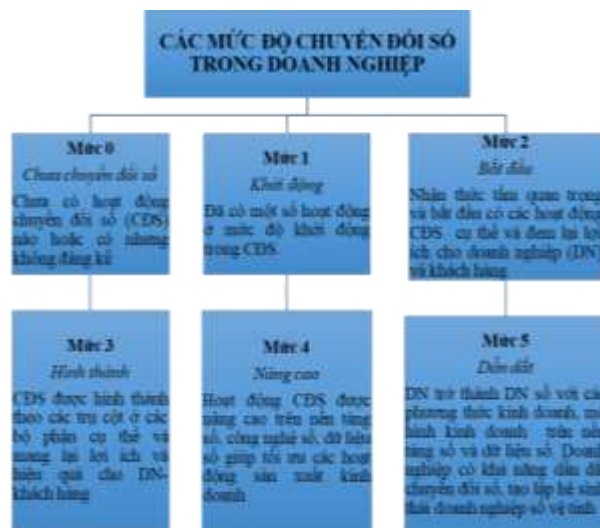 CÁC MỨC ĐỘ CHUYỂN ĐỔI SỐ
TRONG DOANH NGHIỆP
Mức 0
Chưa chuyển đổi số
Chưa có hoạt động
chuyển đổi số (CĐS)
nào hoặc có nhưng
không đáng kể
Mức 1
Khởi động
Đã có một số hoạt động
ở mức độ khởi động
trong CĐS
Mức 2
Bắt đầu
Nhận thức tầm quan trọng
và bắt đầu có các hoạt động
CĐS cụ thể và đem lại lợi
ích cho doanh nghiệp (DN)
và khách hàng
Mức 3
Hình thành
CĐS được hình thành
theo các trụ cột ở các
bộ phận cụ thể và
mang lại lợi ích và
hiệu quả cho DN-
khách hàng
Mức 4
Nâng cao
Hoạt động CĐS được
nâng cao trên nền tảng
số, công nghệ số, dữ liệu
số giúp tối ưu các hoạt
động sản xuất kinh
doanh
Mức 5
Dẫn dắt
DN trở thành DN số với các
phương thức kinh doanh, mô
hình kinh doanh trên nền
tảng số và dữ liệu số. Doanh
nghiệp có khả năng dẫn dắt
chuyển đổi số, tạo lập hệ sinh
thái doanh nghiệp số vệ tinh